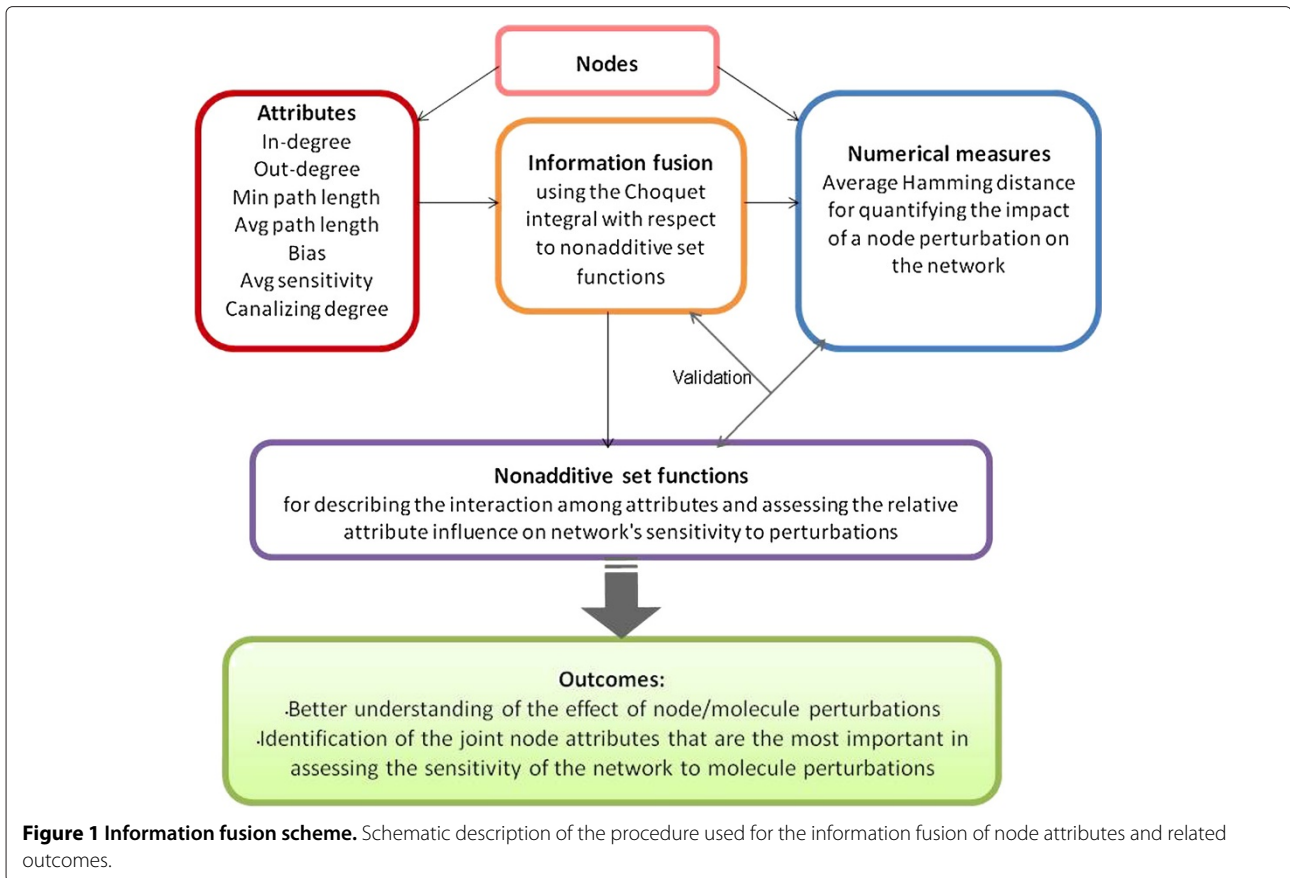 Nodes
Attributes
In-degree
Out-degree
Min path length
Avg path length
Bias
Avg sensitivity
Canalizing degree
Information fusion
using the Choquet
integral with respect
to nonadditive set
functions
Numerical measures
Average Hamming distance
for quantifying the impact
of a node perturbation on
the network
Validation
Nonadditive set functions
for describing the interaction among attributes and assessing the relative
attribute influence on network's sensitivity to perturbations
Outcomes:
.Better understanding of the effect of node/molecule perturbations
.Identification of the joint node attributes that are the most important in
assessing the sensitivity of the network to molecule perturbations
Figure 1 Information fusion scheme. Schematic description of the procedure used for the information fusion of node attributes and related
outcomes.